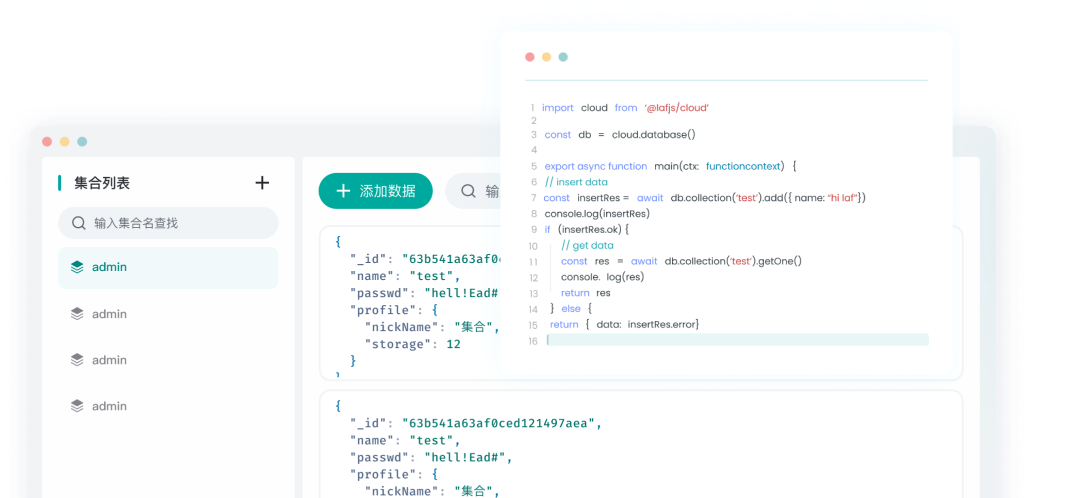 集合列表 +
输入集合名查找
admin
admin
admin
admin
+ 添加数据
输
{
"_id": "63b541a63af0c
"name": "test",
"passwd": "hell!Ead#"
"profile": {
"nickName": "集合",
"storage": 12
}
{
"_id": "63b541a63af0ced121497aea",
"name": "test",
"passwd": "hell!Ead#",
"profile": {
"nickName": "集合",
1 import cloud from ‘@lafjs/cloud’
2
3 const db = cloud.database()
4
5 export async function main(ctx: functioncontext) {
6 // insert data
7 const insertRes = await db.collection(‘test’).add({ name: “hi laf”})
8 console.log(insertRes)
9 if (insertRes.ok) {
10 // get data
11 const res = await db.collection(‘test’).getOne()
12 console. log(res)
13 return res
14 } else {
15 return { data: insertRes.error}
16